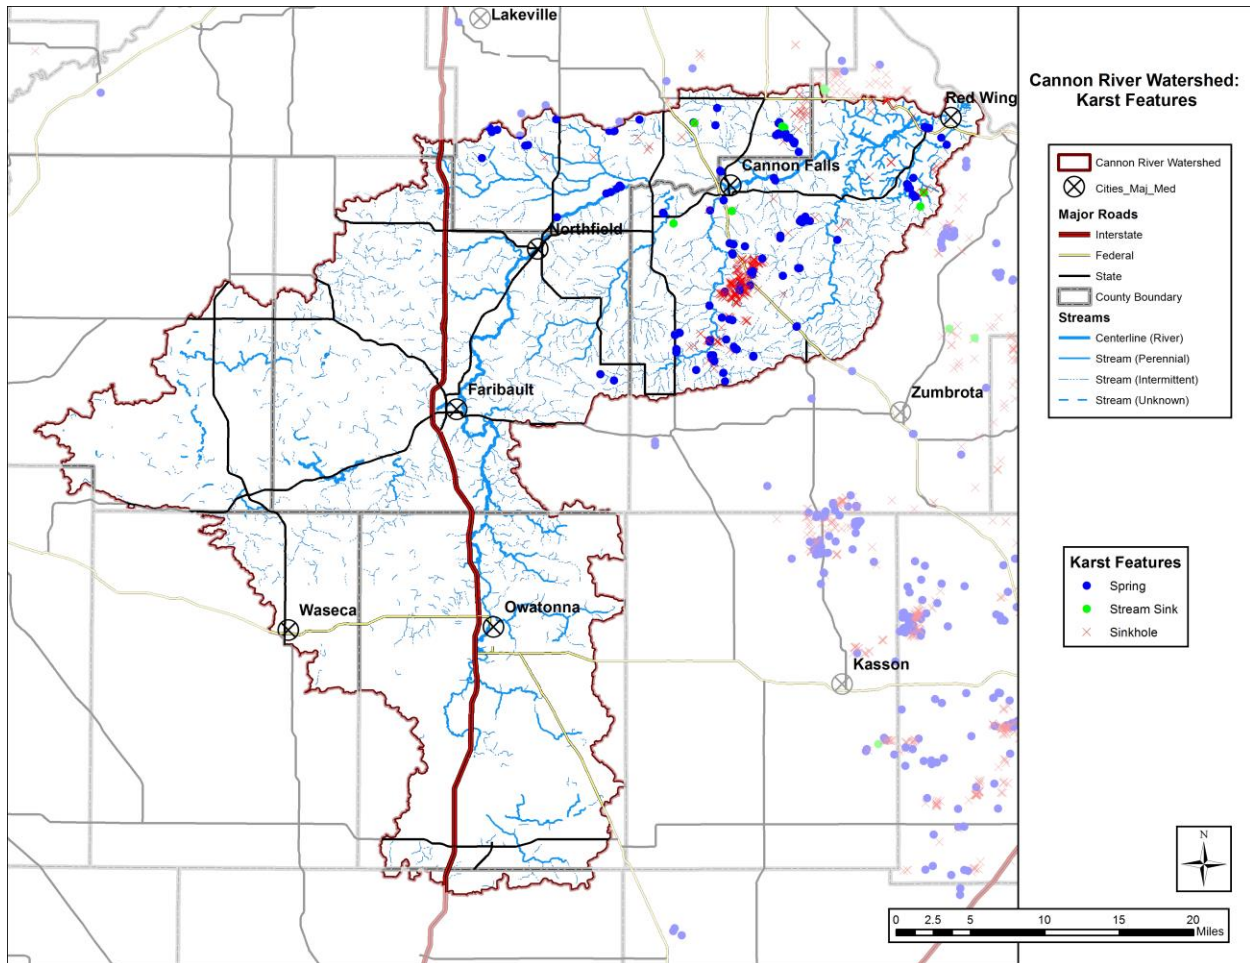 Lakeville
Cannon River Watershed:
Karst Features
Red Wing
Cannon River Watershed
Cities_Maj_Med
Cannon Falls
Major Roads
Interstate
Northfield
Federal
State
County Boundary
Streams
Centerline (River)
Stream (Perennial)
Stream (Intermittent)
Stream (Unknown)
Faribault
Zumbrota
Karst Features
Spring
Stream Sink
Sinkhole
Waseca
Owatonna
Kasson
N
0 2.5 5 10 15 20
Miles